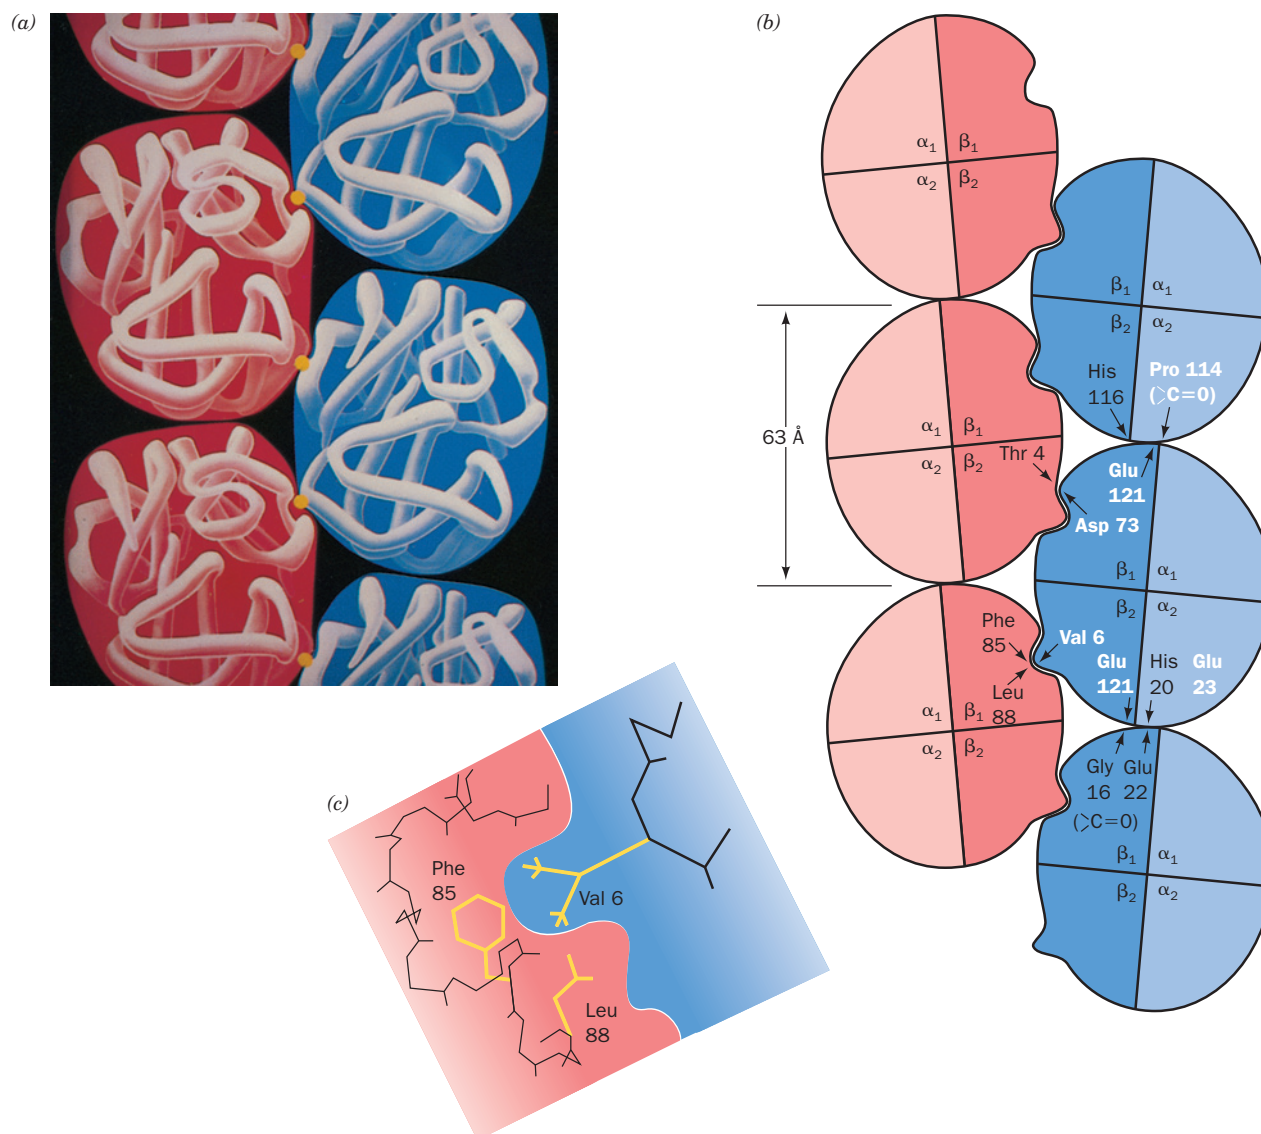 (a)
(b)
α1 β1
α2 β2
β1 α1
β2 α2
His
116
Pro 114
(>C=O)
63 Å
α1 β1
α2 β2
Thr 4
Glu
121
Asp 73
β1 α1
β2 α2
Phe
85
Val 6
Leu
88
Glu
121
His
20
Glu
23
α1 β1
α2 β2
Gly
16
(>C=O)
Glu
22
β1 α1
β2 α2
(c)
Phe
85
Val 6
Leu
88